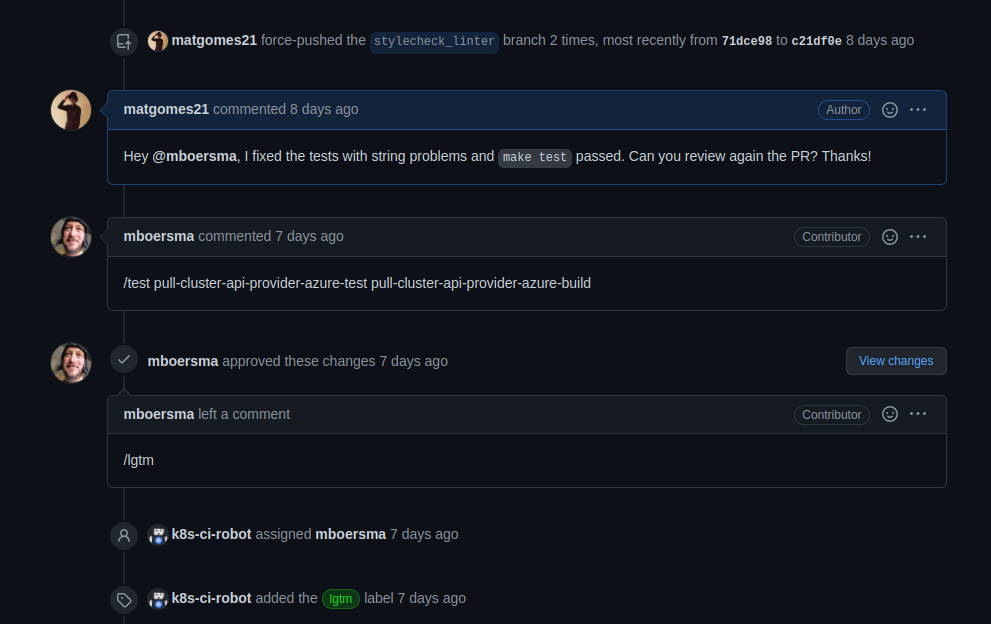 matgomes21 force-pushed the stylecheck_linter branch 2 times, most recently from 71dce98 to c21df0e 8 days ago
matgomes21 commented 8 days ago Author
Hey @mboersma, I fixed the tests with string problems and make test passed. Can you review again the PR? Thanks!
mboersma commented 7 days ago Contributor
/test pull-cluster-api-provider-azure-test pull-cluster-api-provider-azure-build
mboersma approved these changes 7 days ago View changes
mboersma left a comment Contributor
/lgtm
k8s-ci-robot assigned mboersma 7 days ago
k8s-ci-robot added the lgtm label 7 days ago